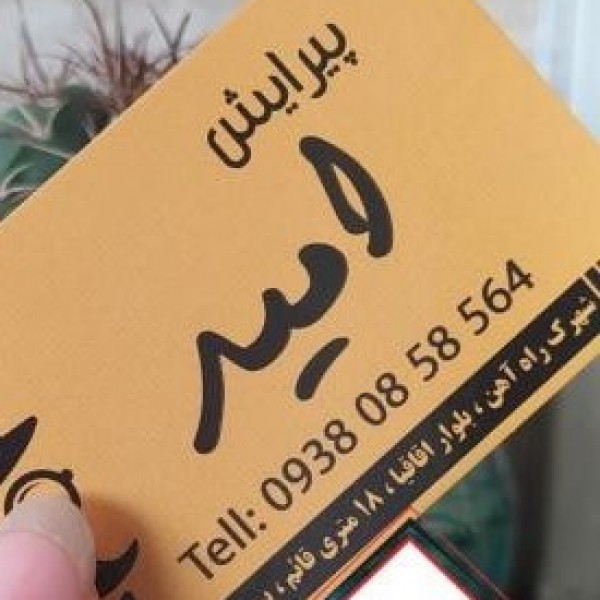 پیرایش
امید
Tell: 0938 08 58 564
شهرک راه آهن ، بلوار اقاقیا ، ۱۸ متری قائم ،